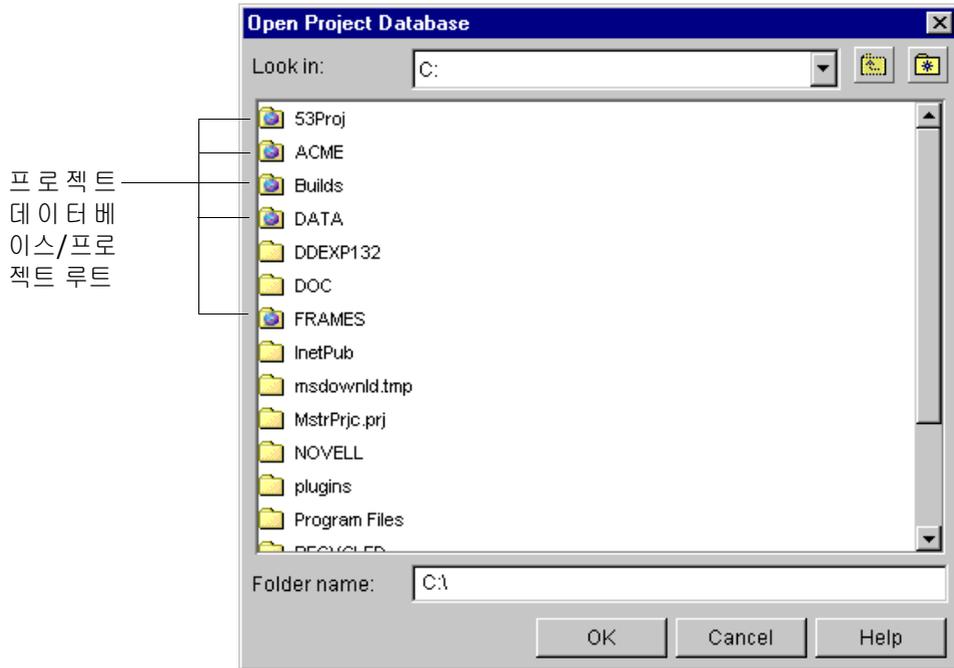 Open Project Database
Look in:
C:
53Proj
ACME
Builds
DATA
DDEXP132
DOC
FRAMES
InetPub
msdownld.tmp
MstrPrjc.prj
NOVELL
plugins
Program Files
프로젝트
데이터베
이스/프로
젝트 루트
Folder name:
C:\
OK
Cancel
Help